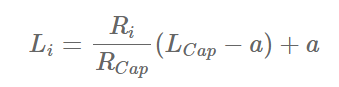 L_i = \frac{R_i}{R_{Cap}} (L_{Cap} - a) + a